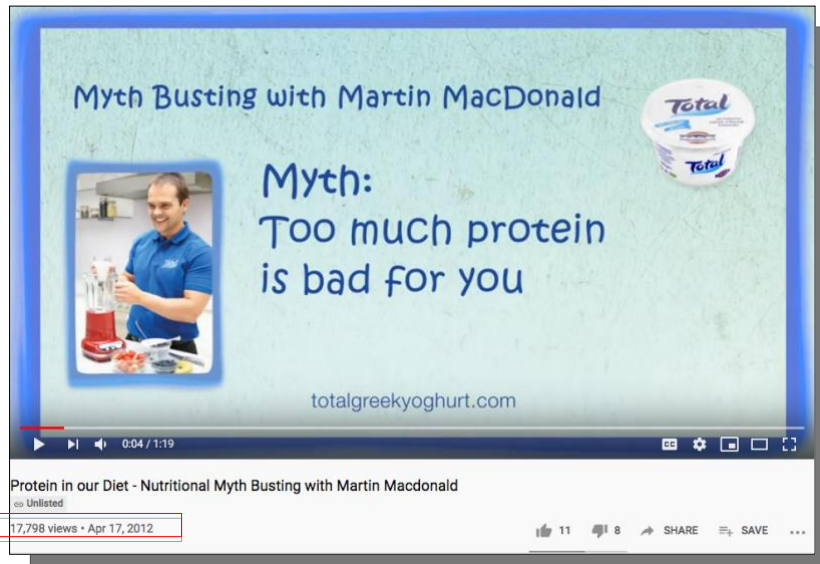 Myth Busting with Martin MacDonald
Total
Total
Myth:
Too much protein
is bad for you
totalgreekyoghurt.com
0:04 / 1:19
CC
Protein in our Diet - Nutritional Myth Busting with Martin Macdonald
Unlisted
17,798 views • Apr 17, 2012
11
8
SHARE
SAVE